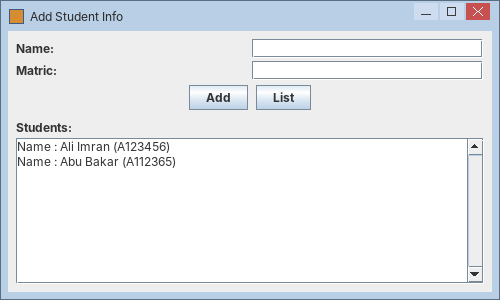 Add Student Info
Name:
Matric:
Add List
Students:
Name : Ali Imran (A123456)
Name : Abu Bakar (A112365)